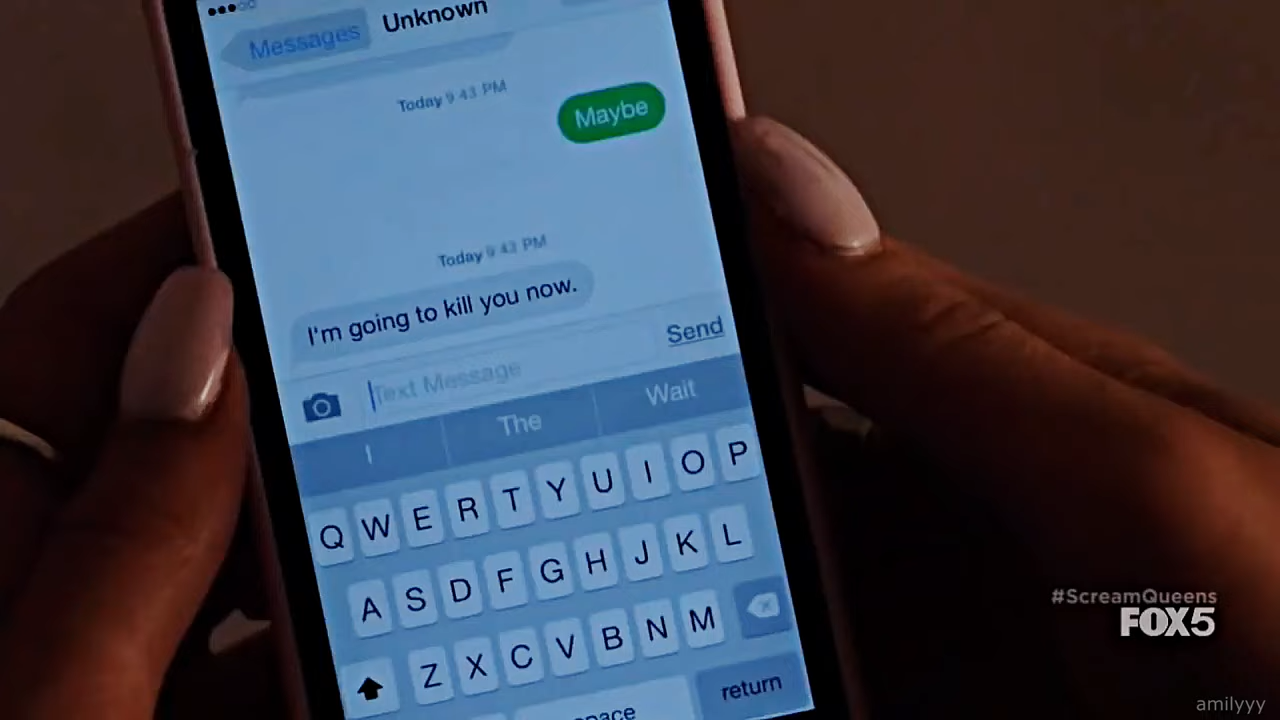 Messages
Unknown
Today 9:43 PM
Maybe
Today 9:43 PM
I'm going to kill you now.
Text Message
Send
I
The
Wait
Q W E R T Y U I O P
A S D F G H J K L
Z X C V B N M
space
return
#ScreamQueens
FOX5
amilyyy